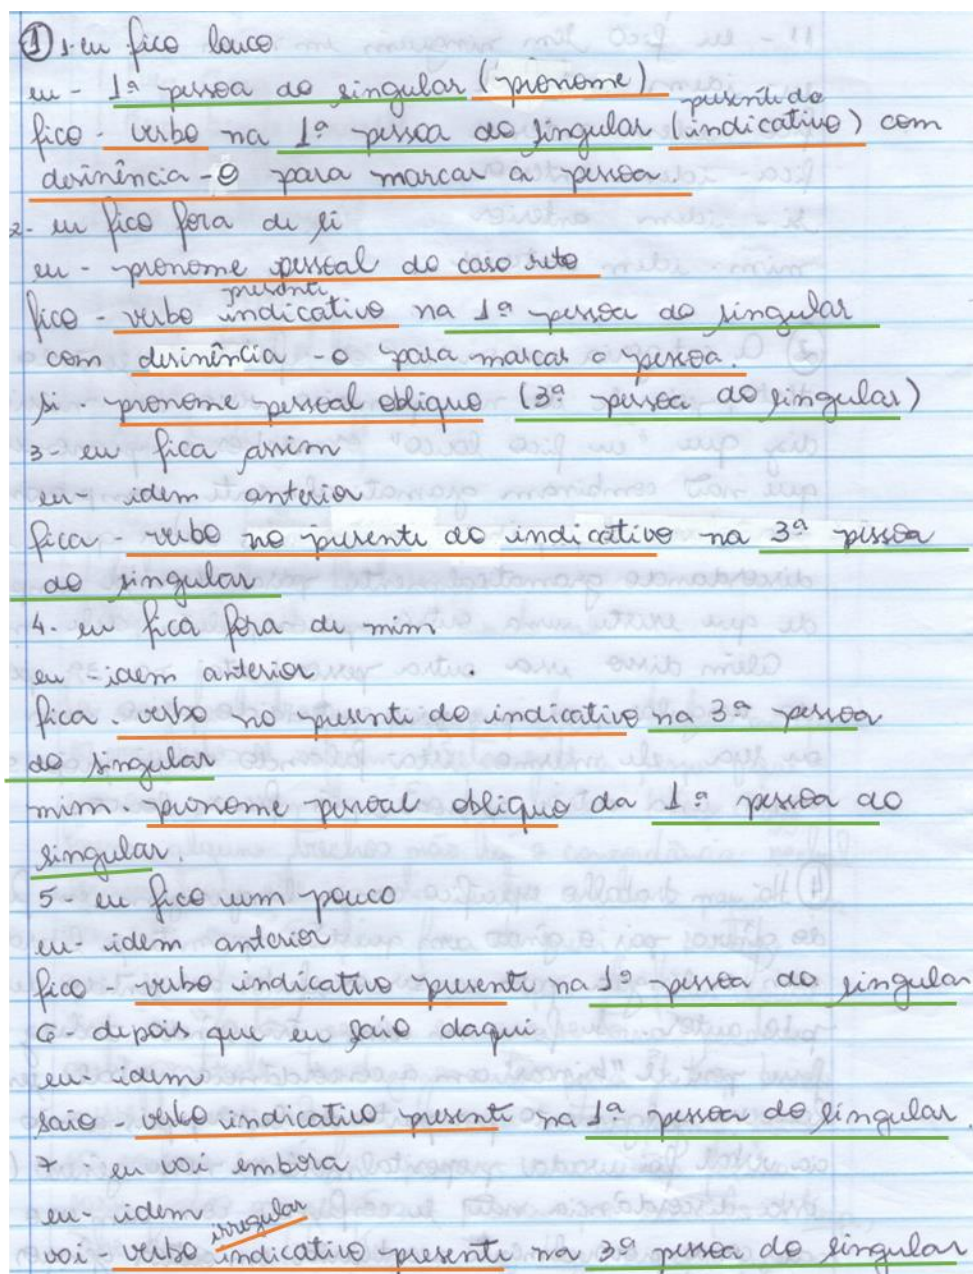 ① 1- eu fico louco
eu - 1ª pessoa do singular (pronome)
presente do
fico - verbo na 1ª pessoa do singular (indicativo) com
desinência -o para marcar a pessoa
2- eu fico fora de si
eu - pronome pessoal do caso reto
presente
fico - verbo indicativo na 1ª pessoa do singular
com desinência -o para marcar a pessoa.
si - pronome pessoal oblíquo (3ª pessoa do singular)
3- eu fica assim
eu- idem anterior
fica - verbo no presente do indicativo na 3ª pessoa
do singular
4- eu fica fora de mim
eu - idem anterior.
fica - verbo no presente do indicativo na 3ª pessoa
do singular
mim pronome pessoal oblíquo da 1ª pessoa do
singular.
5- eu fico um pouco
eu- idem anterior
fico - verbo indicativo presente na 1ª pessoa do singular
6 depois que eu saio daqui
eu- idem
saio - verbo indicativo present na 1ª pessoa do singular.
7- eu vai embora
eu- idem
irregular
vai - verbo indicativo presente na 3ª pessoa do singular